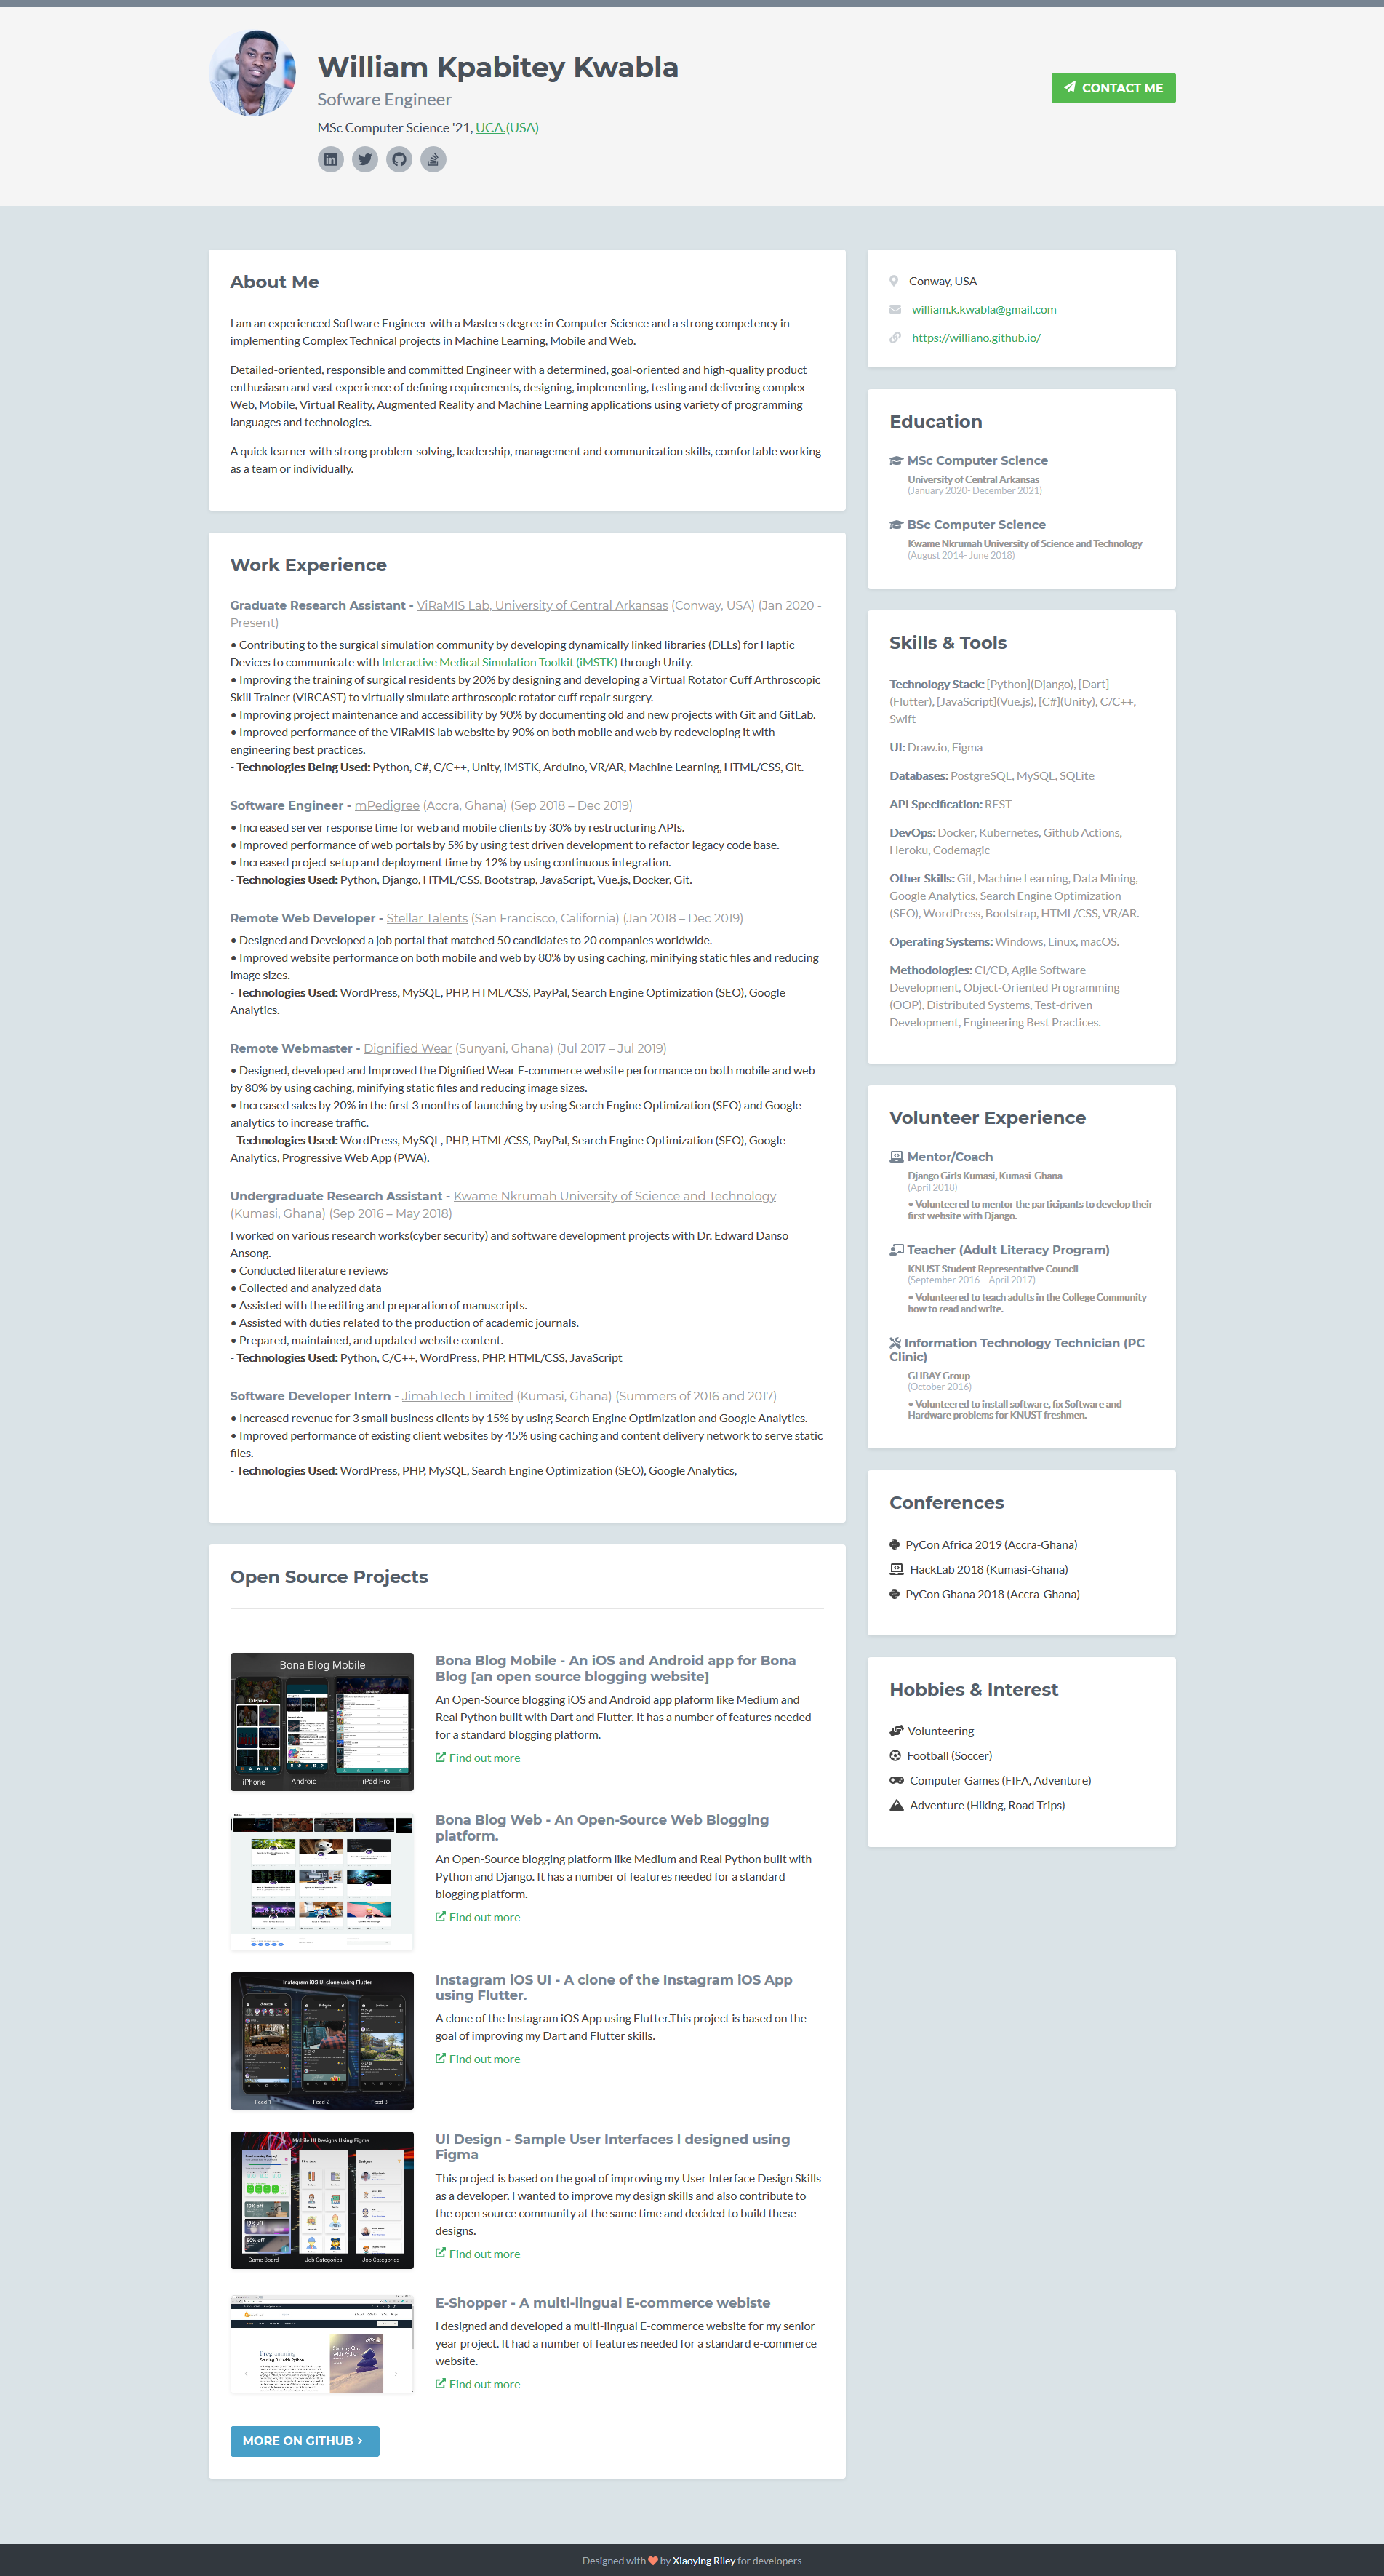 William Kpabitey Kwabla
Sofware Engineer
MSc Computer Science '21, UCA.(USA)
CONTACT ME
About Me
I am an experienced Software Engineer with a Masters degree in Computer Science and a strong competency in
implementing Complex Technical projects in Machine Learning, Mobile and Web.
Detailed-oriented, responsible and committed Engineer with a determined, goal-oriented and high-quality product
enthusiasm and vast experience of defining requirements, designing, implementing, testing and delivering complex
Web, Mobile, Virtual Reality, Augmented Reality and Machine Learning applications using variety of programming
languages and technologies.
A quick learner with strong problem-solving, leadership, management and communication skills, comfortable working
as a team or individually.
Work Experience
Graduate Research Assistant - ViRaMIS Lab, University of Central Arkansas (Conway, USA) (Jan 2020 -
Present)
• Contributing to the surgical simulation community by developing dynamically linked libraries (DLLs) for Haptic
Devices to communicate with Interactive Medical Simulation Toolkit (iMSTK) through Unity.
• Improving the training of surgical residents by 20% by designing and developing a Virtual Rotator Cuff Arthroscopic
Skill Trainer (ViRCAST) to virtually simulate arthroscopic rotator cuff repair surgery.
• Improving project maintenance and accessibility by 90% by documenting old and new projects with Git and GitLab.
• Improved performance of the ViRaMIS lab website by 90% on both mobile and web by redeveloping it with
engineering best practices.
- Technologies Being Used: Python, C#, C/C++, Unity, iMSTK, Arduino, VR/AR, Machine Learning, HTML/CSS, Git.
Software Engineer - mPedigree (Accra, Ghana) (Sep 2018 – Dec 2019)
• Increased server response time for web and mobile clients by 30% by restructuring APIs.
• Improved performance of web portals by 5% by using test driven development to refactor legacy code base.
• Increased project setup and deployment time by 12% by using continuous integration.
- Technologies Used: Python, Django, HTML/CSS, Bootstrap, JavaScript, Vue.js, Docker, Git.
Remote Web Developer - Stellar Talents (San Francisco, California) (Jan 2018 – Dec 2019)
• Designed and Developed a job portal that matched 50 candidates to 20 companies worldwide.
• Improved website performance on both mobile and web by 80% by using caching, minifying static files and reducing
image sizes.
- Technologies Used: WordPress, MySQL, PHP, HTML/CSS, PayPal, Search Engine Optimization (SEO), Google
Analytics.
Remote Webmaster - Dignified Wear (Sunyani, Ghana) (Jul 2017 – Jul 2019)
• Designed, developed and Improved the Dignified Wear E-commerce website performance on both mobile and web
by 80% by using caching, minifying static files and reducing image sizes.
• Increased sales by 20% in the first 3 months of launching by using Search Engine Optimization (SEO) and Google
analytics to increase traffic.
- Technologies Used: WordPress, MySQL, PHP, HTML/CSS, PayPal, Search Engine Optimization (SEO), Google
Analytics, Progressive Web App (PWA).
Undergraduate Research Assistant - Kwame Nkrumah University of Science and Technology
(Kumasi, Ghana) (Sep 2016 – May 2018)
I worked on various research works(cyber security) and software development projects with Dr. Edward Danso
Ansong.
• Conducted literature reviews
• Collected and analyzed data
• Assisted with the editing and preparation of manuscripts.
• Assisted with duties related to the production of academic journals.
• Prepared, maintained, and updated website content.
- Technologies Used: Python, C/C++, WordPress, PHP, HTML/CSS, JavaScript
Software Developer Intern - JimahTech Limited (Kumasi, Ghana) (Summers of 2016 and 2017)
• Increased revenue for 3 small business clients by 15% by using Search Engine Optimization and Google Analytics.
• Improved performance of existing client websites by 45% using caching and content delivery network to serve static
files.
- Technologies Used: WordPress, PHP, MySQL, Search Engine Optimization (SEO), Google Analytics,
Open Source Projects
Bona Blog Mobile
iPhone
Android
iPad Pro
Bona Blog Mobile - An iOS and Android app for Bona
Blog [an open source blogging website]
An Open-Source blogging iOS and Android app plaform like Medium and
Real Python built with Dart and Flutter. It has a number of features needed
for a standard blogging platform.
Find out more
Bona Blog Web - An Open-Source Web Blogging
platform.
An Open-Source blogging platform like Medium and Real Python built with
Python and Django. It has a number of features needed for a standard
blogging platform.
Find out more
Instagram iOS UI clone using Flutter
Feed 1
Feed 2
Feed 3
Instagram iOS UI - A clone of the Instagram iOS App
using Flutter.
A clone of the Instagram iOS App using Flutter.This project is based on the
goal of improving my Dart and Flutter skills.
Find out more
Mobile UI Designs Using Figma
Game Board
Job Categories
Job Categories
UI Design - Sample User Interfaces I designed using
Figma
This project is based on the goal of improving my User Interface Design Skills
as a developer. I wanted to improve my design skills and also contribute to
the open source community at the same time and decided to build these
designs.
Find out more
E-Shopper - A multi-lingual E-commerce webiste
I designed and developed a multi-lingual E-commerce website for my senior
year project. It had a number of features needed for a standard e-commerce
website.
Find out more
MORE ON GITHUB
Conway, USA
william.k.kwabla@gmail.com
https://williano.github.io/
Education
MSc Computer Science
University of Central Arkansas
(January 2020- December 2021)
BSc Computer Science
Kwame Nkrumah University of Science and Technology
(August 2014- June 2018)
Skills & Tools
Technology Stack: [Python](Django), [Dart]
(Flutter), [JavaScript](Vue.js), [C#](Unity), C/C++,
Swift
UI: Draw.io, Figma
Databases: PostgreSQL, MySQL, SQLite
API Specification: REST
DevOps: Docker, Kubernetes, Github Actions,
Heroku, Codemagic
Other Skills: Git, Machine Learning, Data Mining,
Google Analytics, Search Engine Optimization
(SEO), WordPress, Bootstrap, HTML/CSS, VR/AR.
Operating Systems: Windows, Linux, macOS.
Methodologies: CI/CD, Agile Software
Development, Object-Oriented Programming
(OOP), Distributed Systems, Test-driven
Development, Engineering Best Practices.
Volunteer Experience
Mentor/Coach
Django Girls Kumasi, Kumasi-Ghana
(April 2018)
• Volunteered to mentor the participants to develop their
first website with Django.
Teacher (Adult Literacy Program)
KNUST Student Representative Council
(September 2016 – April 2017)
• Volunteered to teach adults in the College Community
how to read and write.
Information Technology Technician (PC
Clinic)
GHBAY Group
(October 2016)
• Volunteered to install software, fix Software and
Hardware problems for KNUST freshmen.
Conferences
PyCon Africa 2019 (Accra-Ghana)
HackLab 2018 (Kumasi-Ghana)
PyCon Ghana 2018 (Accra-Ghana)
Hobbies & Interest
Volunteering
Football (Soccer)
Computer Games (FIFA, Adventure)
Adventure (Hiking, Road Trips)
Designed with by Xiaoying Riley for developers